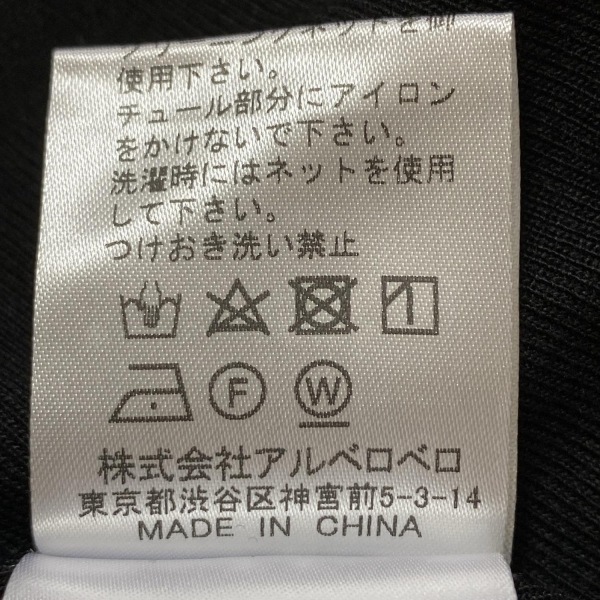 使用下さい。
チュール部分にアイロン
をかけないで下さい。
洗濯時にはネットを使用
して下さい。
つけおき洗い禁止
F W
株式会社アルベロベロ
東京都渋谷区神宮前5-3-14
MADE IN CHINA